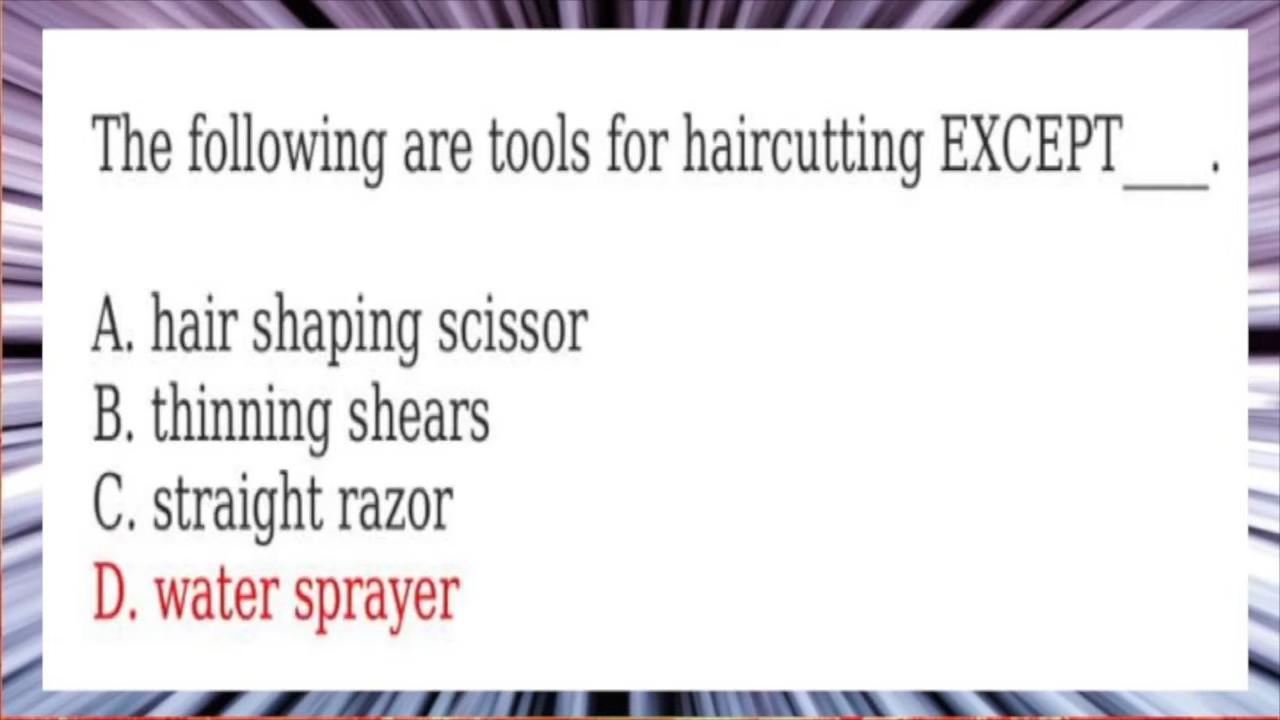 The following are tools for haircutting EXCEPT___.
A. hair shaping scissor
B. thinning shears
C. straight razor
D. water sprayer